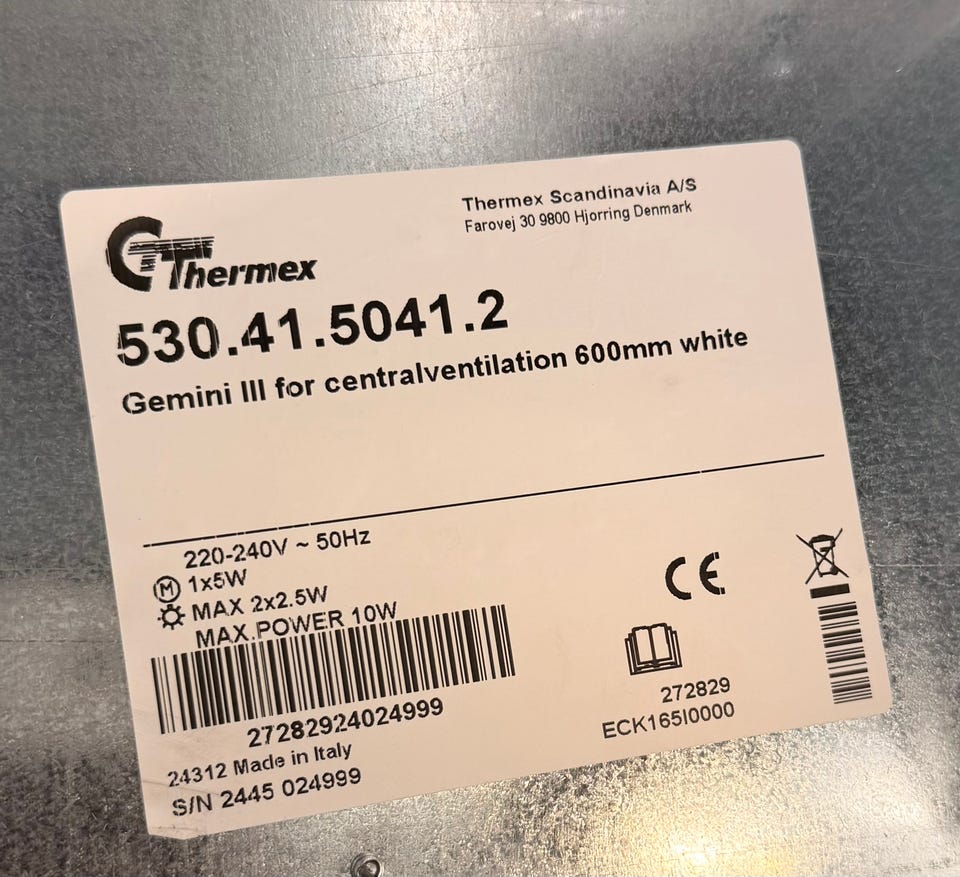 Thermex Scandinavia A/S
Farovej 30 9800 Hjorring Denmark
Thermex
530.41.5041.2
Gemini III for centralventilation 600mm white
220-240V ~ 50Hz
M 1x5W
MAX 2x2.5W
MAX.POWER 10W
CE
27282924024999
272829
24312 Made in Italy
ECK165I0000
S/N 2445 024999